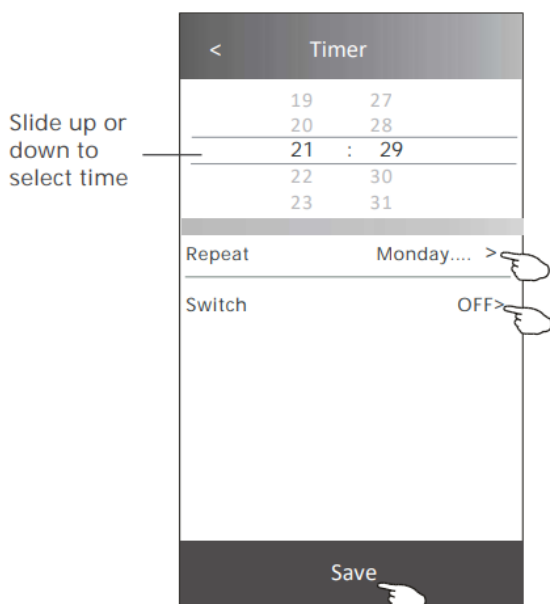 < Timer
19 27
20 28
21 : 29
22 30
23 31
Slide up or
down to
select time
Repeat Monday.... >
Switch OFF>
Save